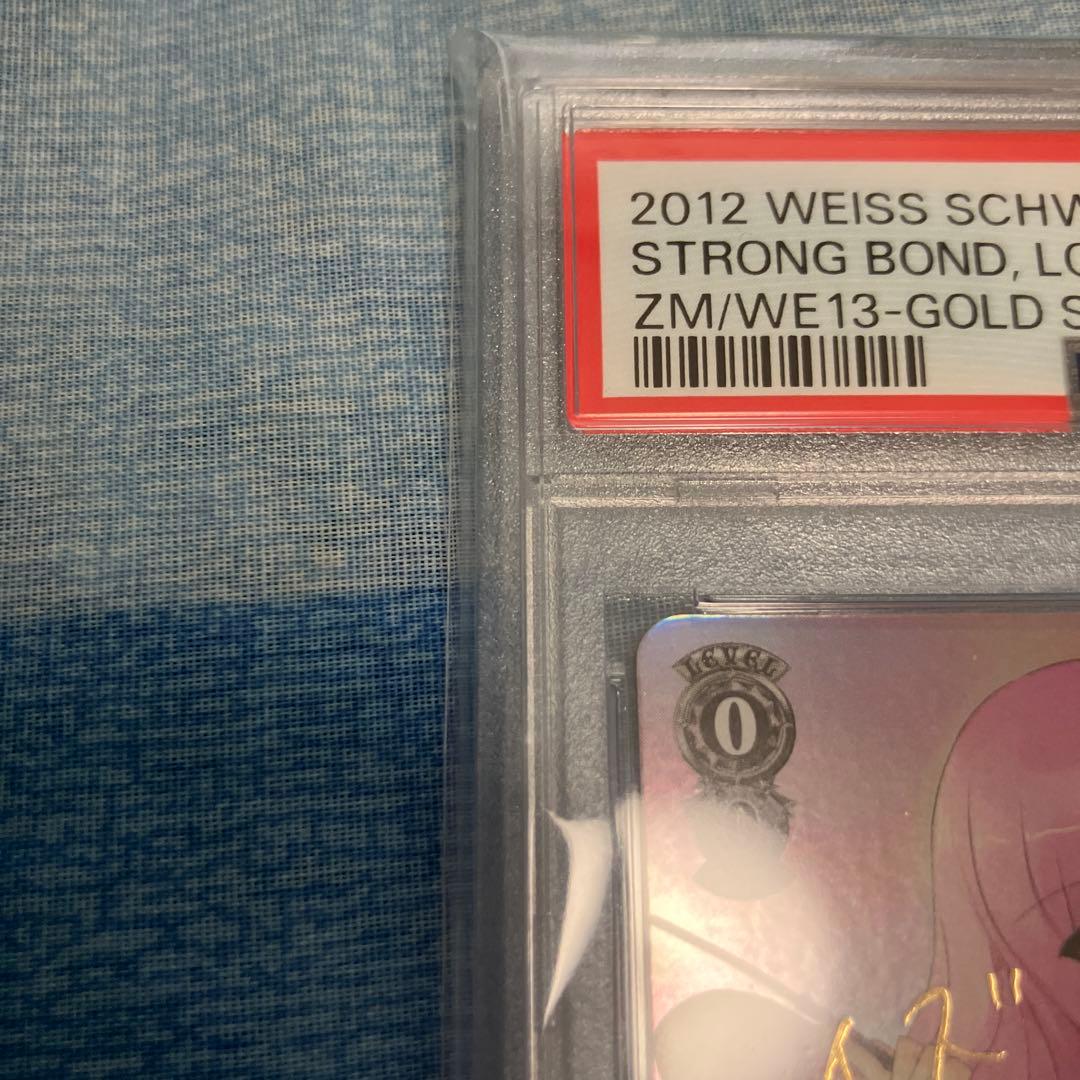 2012 WEISS SCHW
STRONG BOND, LO
ZM/WE13-GOLD S
LEVEL
0